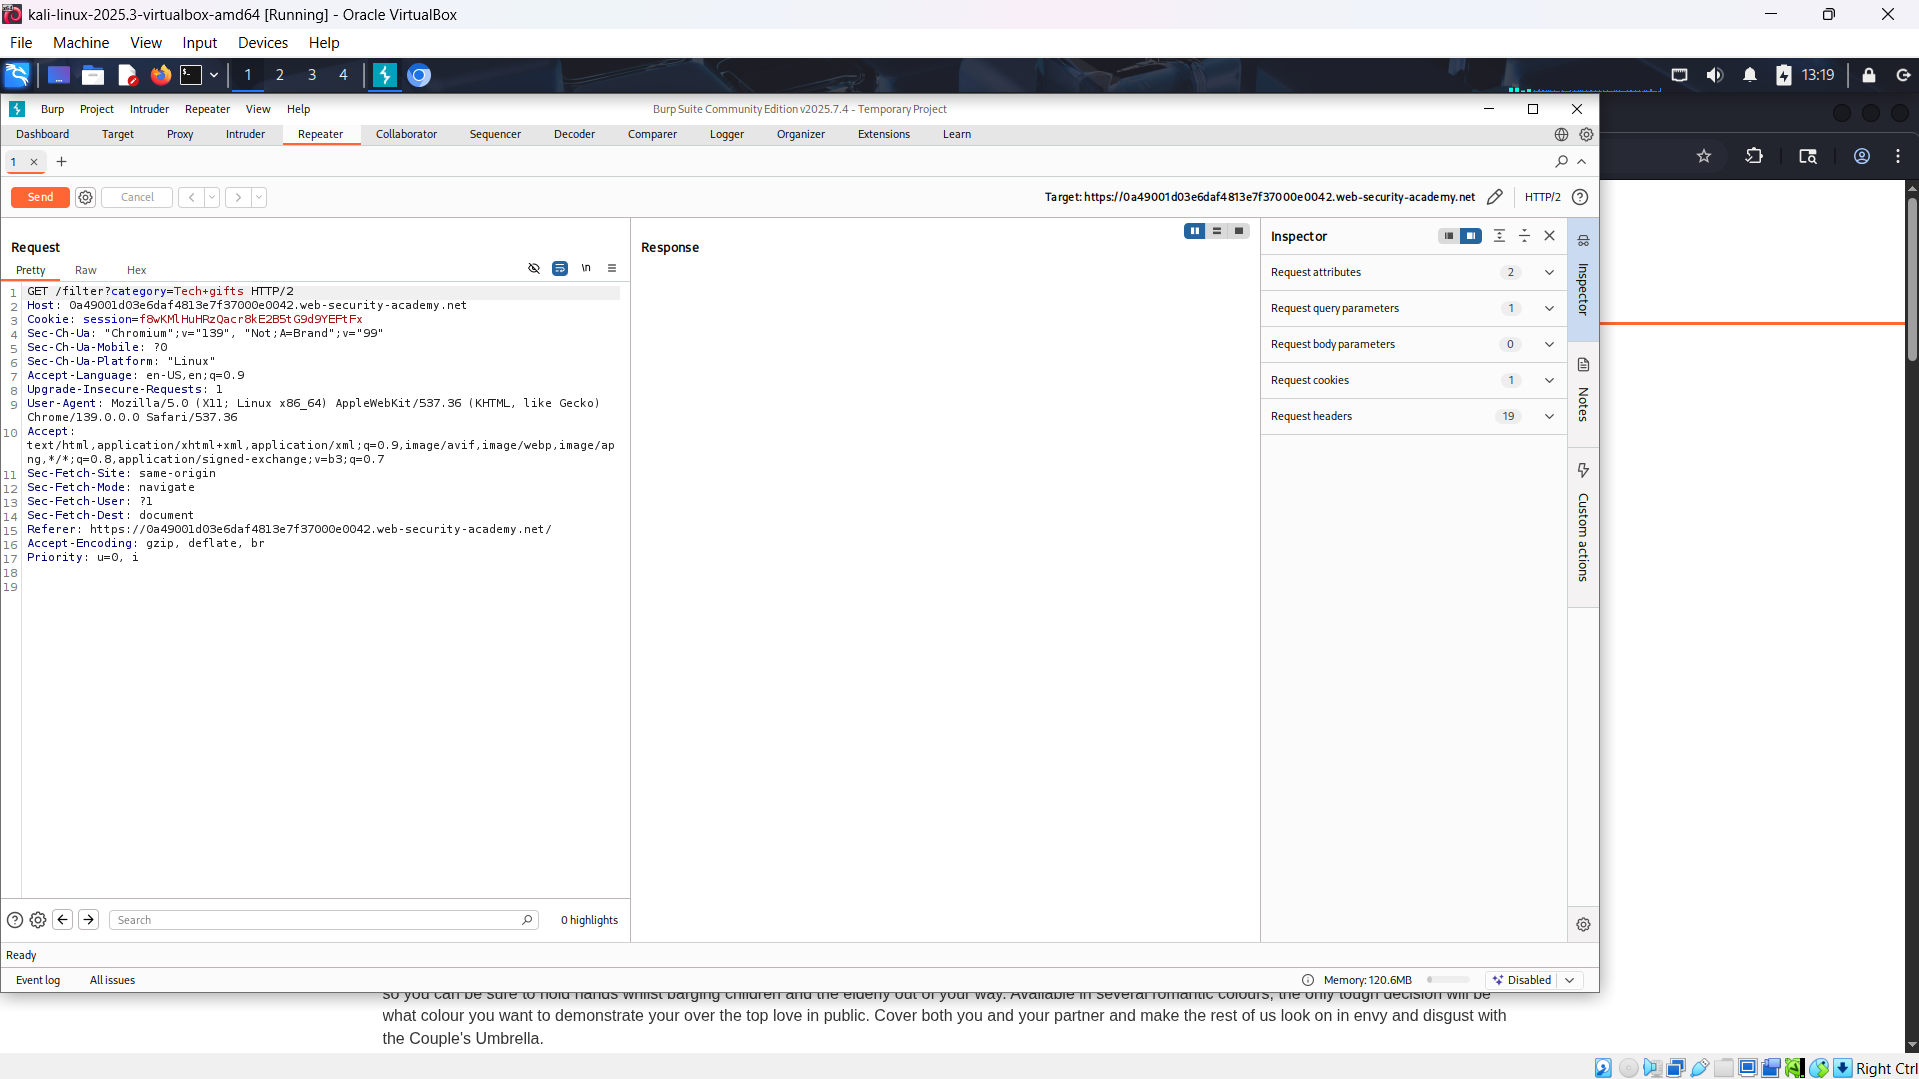 kali-linux-2025.3-virtualbox-amd64 [Running] - Oracle VirtualBox
File Machine View Input Devices Help
1 2 3 4 13:19
Burp Project Intruder Repeater View Help Burp Suite Community Edition v2025.7.4 - Temporary Project
Dashboard Target Proxy Intruder Repeater Collaborator Sequencer Decoder Comparer Logger Organizer Extensions Learn
1
Send Cancel Target: https://0a49001d03e6daf4813e7f37000e0042.web-security-academy.net HTTP/2
Request
Pretty Raw Hex \n
1 GET /filter?category=Tech+gifts HTTP/2
2 Host: 0a49001d03e6daf4813e7f37000e0042.web-security-academy.net
3 Cookie: session=f8wKMlHuHRzQacr8kE2B5tG9d9YEFtFx
4 Sec-Ch-Ua: "Chromium";v="139", "Not;A=Brand";v="99"
5 Sec-Ch-Ua-Mobile: ?0
6 Sec-Ch-Ua-Platform: "Linux"
7 Accept-Language: en-US,en;q=0.9
8 Upgrade-Insecure-Requests: 1
9 User-Agent: Mozilla/5.0 (X11; Linux x86_64) AppleWebKit/537.36 (KHTML, like Gecko)
Chrome/139.0.0.0 Safari/537.36
10 Accept:
text/html,application/xhtml+xml,application/xml;q=0.9,image/avif,image/webp,image/ap
ng,*/*;q=0.8,application/signed-exchange;v=b3;q=0.7
11 Sec-Fetch-Site: same-origin
12 Sec-Fetch-Mode: navigate
13 Sec-Fetch-User: ?1
14 Sec-Fetch-Dest: document
15 Referer: https://0a49001d03e6daf4813e7f37000e0042.web-security-academy.net/
16 Accept-Encoding: gzip, deflate, br
17 Priority: u=0, i
18
19
Search 0 highlights
Response
Inspector
Request attributes 2
Request query parameters 1
Request body parameters 0
Request cookies 1
Request headers 19
Inspector
Notes
Custom actions
Ready
Event log All issues Memory: 120.6MB Disabled
so you can be sure to hold hands whilst barging children and the elderly out of your way. Available in several romantic colours, the only tough decision will be
what colour you want to demonstrate your over the top love in public. Cover both you and your partner and make the rest of us look on in envy and disgust with
the Couple's Umbrella.
Right Ctrl